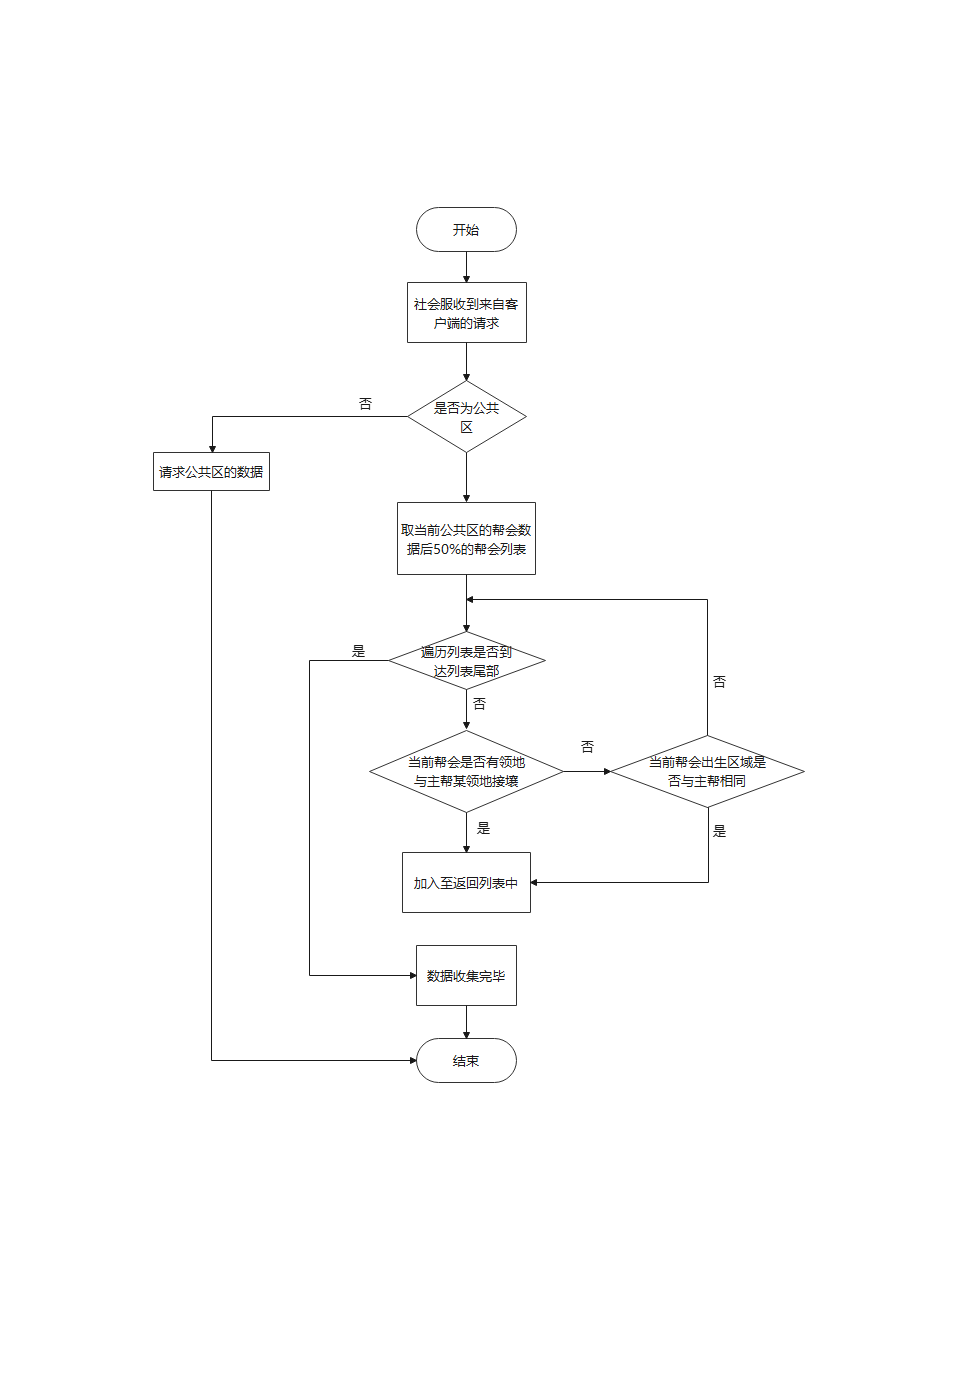 开始
社会服收到来自客
户端的请求
否
是否为公共
区
请求公共区的数据
取当前公共区的帮会数
据后50%的帮会列表
是
遍历列表是否到
达列表尾部
否
否
当前帮会是否有领地
与主帮某领地接壤
否
当前帮会出生区域是
否与主帮相同
是
是
加入至返回列表中
数据收集完毕
结束